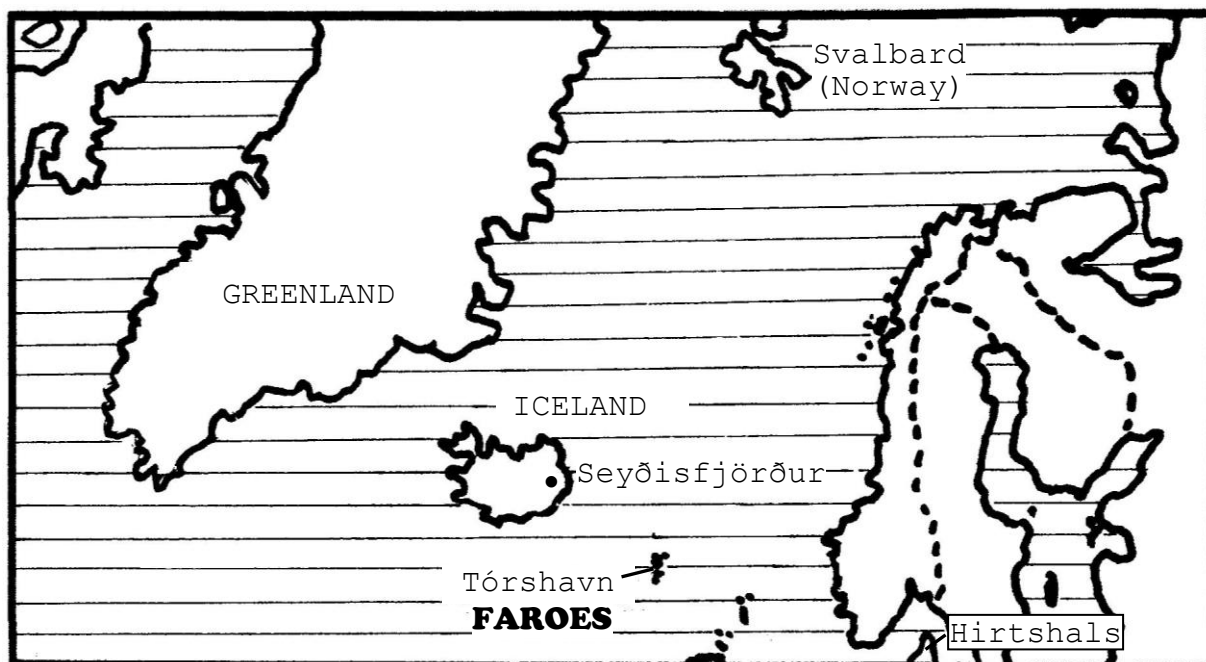 Svalbard
(Norway)
GREENLAND
ICELAND
Seyðisfjörður
Tórshavn
FAROES
Hirtshals